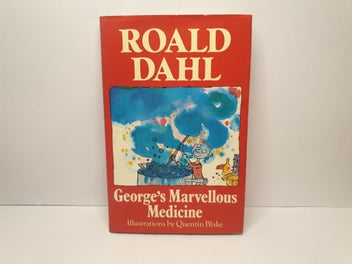 ROALD
DAHL
George's Marvellous
Medicine
Illustrations by Quentin Blake